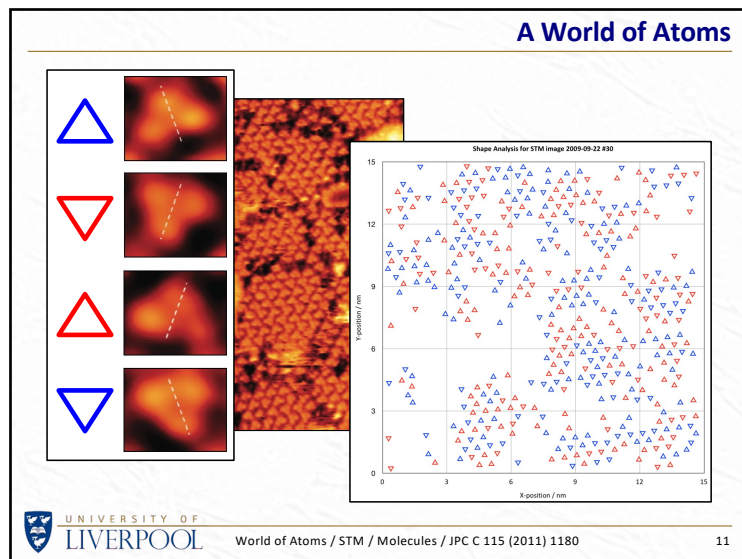 A World of Atoms
Shape Analysis for STM image 2009-09-22 #30
15
12
9
6
3
0
Y-position / nm
0 3 6 9 12 15
X-position / nm
UNIVERSITY OF
LIVERPOOL
World of Atoms / STM / Molecules / JPC C 115 (2011) 1180
11